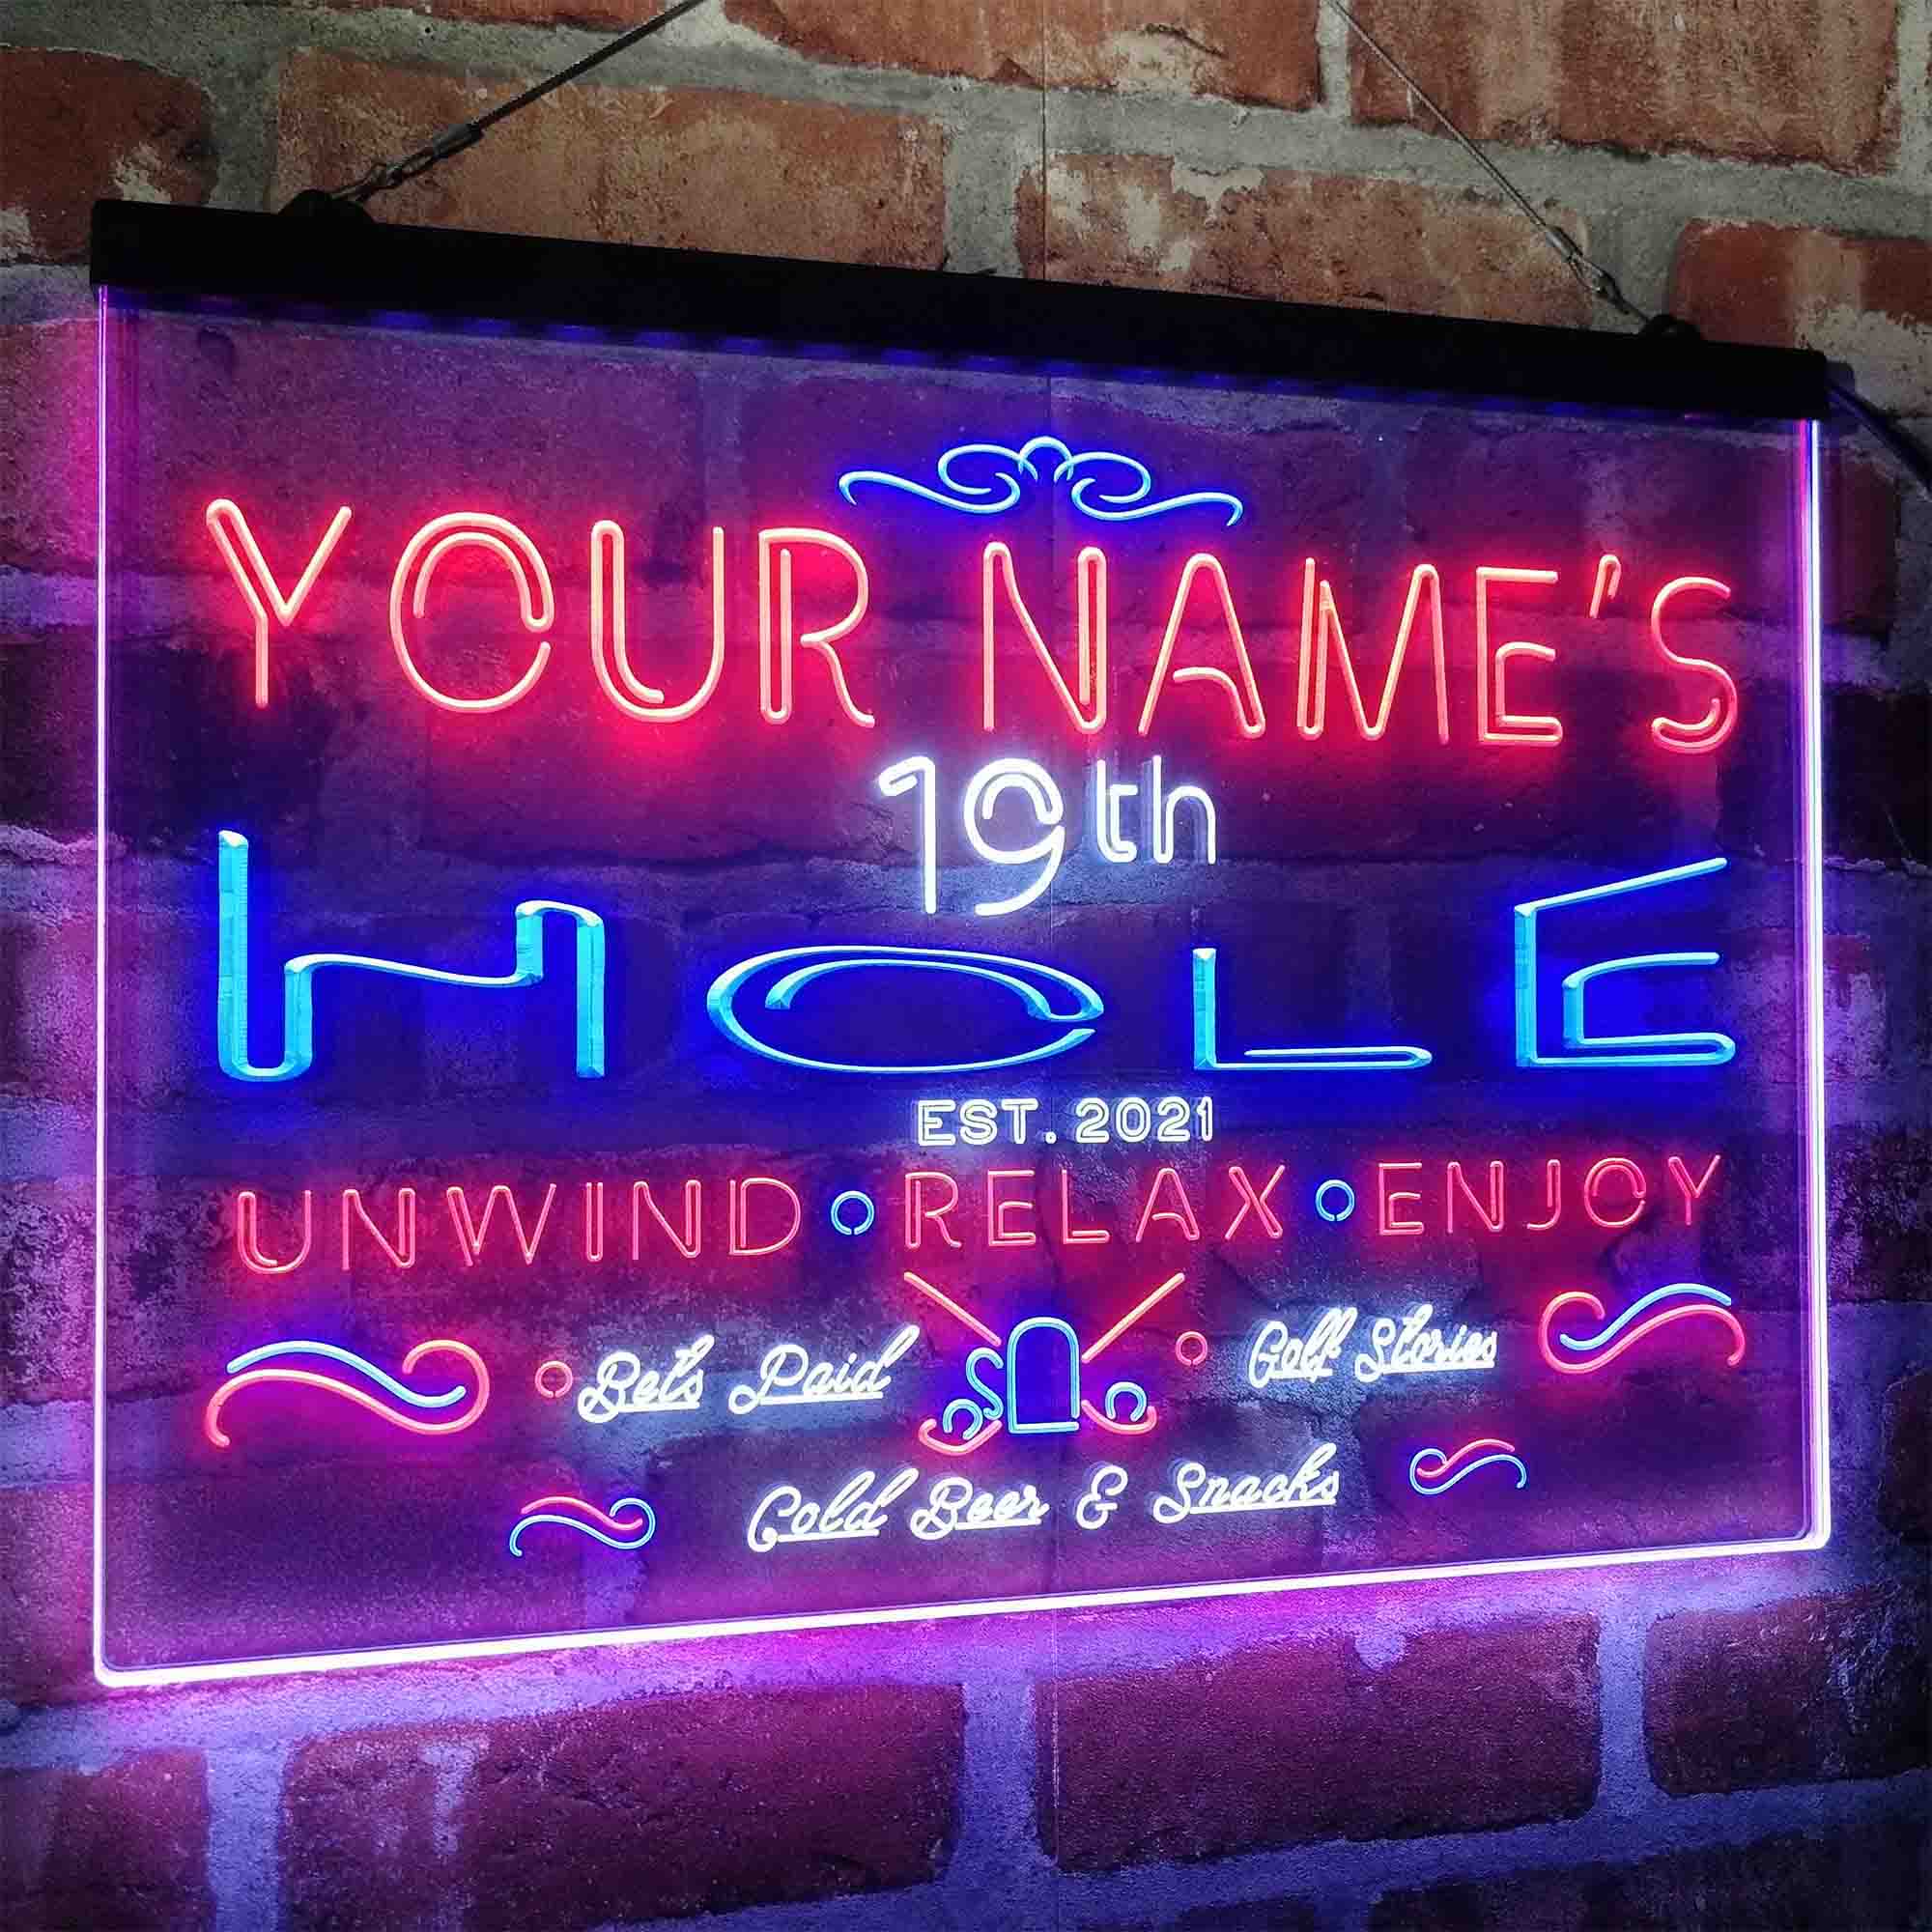 YOUR NAME'S
19th
HOLE
EST. 2021
UNWIND RELAX ENJOY
Bets Paid Golf Stories
Cold Beer & Snacks